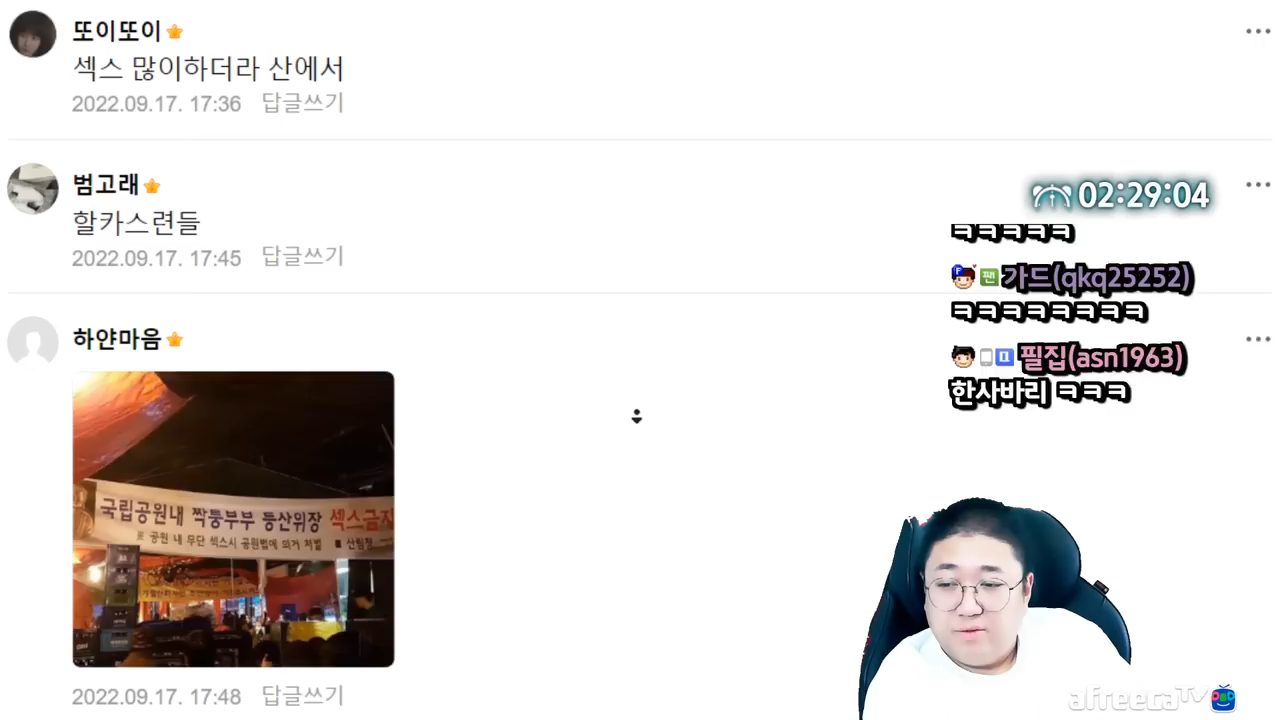 또이또이
섹스 많이하더라 산에서
2022.09.17. 17:36 답글쓰기
범고래
할카스련들
2022.09.17. 17:45 답글쓰기
02:29:04
ㅋㅋㅋㅋㅋ
팬 가드(qkq25252)
ㅋㅋㅋㅋㅋㅋㅋㅋ
필집(asn1963)
한사바리 ㅋㅋㅋ
하얀마음
국립공원내 짝퉁부부 등산위장 섹스금지
※ 공원 내 무단 섹스시 공원법에 의거 처벌 ■ 산림청
2022.09.17. 17:48 답글쓰기
afreecaTV